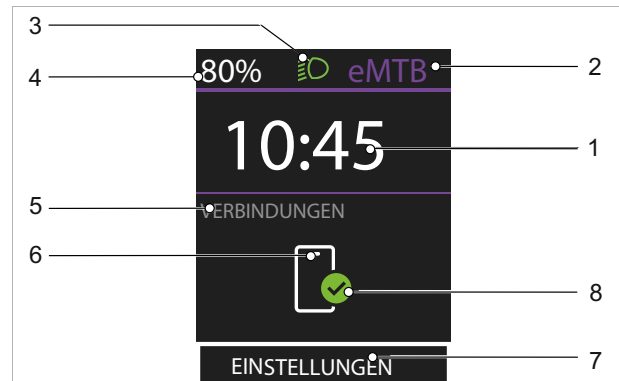 3
4 80% eMTB 2
10:45 1
5 VERBINDUNGEN
6
8
EINSTELLUNGEN 7